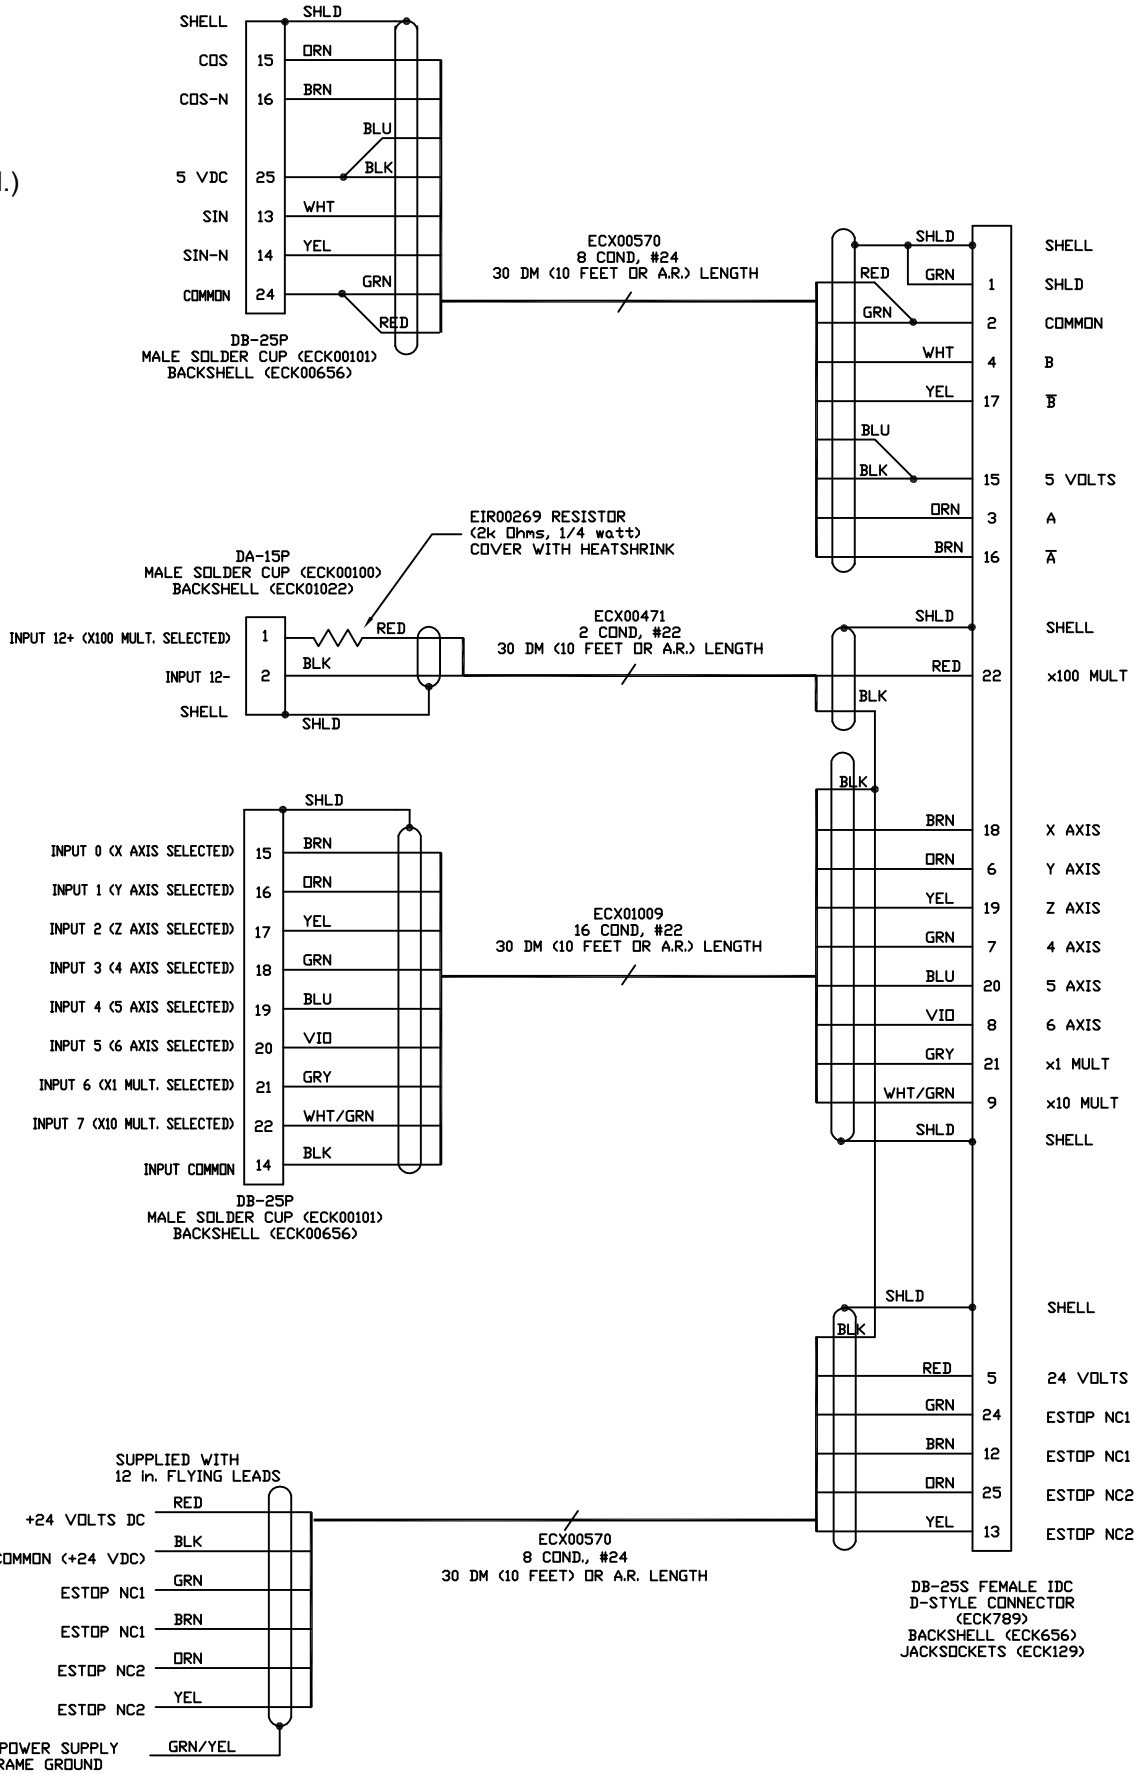 SHELL
SHLD
COS
15
ORN
COS-N
16
BRN
BLU
.)
5 VDC
25
BLK
SIN
13
WHT
SIN-N
14
YEL
COMMON
24
GRN
RED
DB-25P
MALE SOLDER CUP (ECK00101)
BACKSHELL (ECK00656)
ECX00570
8 COND, #24
30 DM (10 FEET OR A.R.) LENGTH
SHLD
SHELL
RED
GRN
1
SHLD
GRN
2
COMMON
WHT
4
B
YEL
17
B̅
BLU
BLK
15
5 VOLTS
ORN
3
A
BRN
16
A̅
EIR00269 RESISTOR
(2k Ohms, 1/4 watt)
COVER WITH HEATSHRINK
DA-15P
MALE SOLDER CUP (ECK00100)
BACKSHELL (ECK01022)
INPUT 12+ (X100 MULT. SELECTED)
1
RED
INPUT 12-
2
BLK
SHELL
SHLD
ECX00471
2 COND, #22
30 DM (10 FEET OR A.R.) LENGTH
SHLD
SHELL
RED
22
x100 MULT
BLK
BLK
SHLD
INPUT 0 (X AXIS SELECTED)
15
BRN
INPUT 1 (Y AXIS SELECTED)
16
ORN
INPUT 2 (Z AXIS SELECTED)
17
YEL
INPUT 3 (4 AXIS SELECTED)
18
GRN
INPUT 4 (5 AXIS SELECTED)
19
BLU
INPUT 5 (6 AXIS SELECTED)
20
VIO
INPUT 6 (X1 MULT. SELECTED)
21
GRY
INPUT 7 (X10 MULT. SELECTED)
22
WHT/GRN
INPUT COMMON
14
BLK
DB-25P
MALE SOLDER CUP (ECK00101)
BACKSHELL (ECK00656)
ECX01009
16 COND, #22
30 DM (10 FEET OR A.R.) LENGTH
BRN
18
X AXIS
ORN
6
Y AXIS
YEL
19
Z AXIS
GRN
7
4 AXIS
BLU
20
5 AXIS
VIO
8
6 AXIS
GRY
21
x1 MULT
WHT/GRN
9
x10 MULT
SHLD
SHELL
SHLD
SHELL
BLK
RED
5
24 VOLTS
GRN
24
ESTOP NC1
BRN
12
ESTOP NC1
ORN
25
ESTOP NC2
YEL
13
ESTOP NC2
SUPPLIED WITH
12 in. FLYING LEADS
+24 VOLTS DC
RED
OMMON (+24 VDC)
BLK
ESTOP NC1
GRN
ESTOP NC1
BRN
ESTOP NC2
ORN
ESTOP NC2
YEL
POWER SUPPLY
RAME GROUND
GRN/YEL
ECX00570
8 COND., #24
30 DM (10 FEET) OR A.R. LENGTH
DB-25S FEMALE IDC
D-STYLE CONNECTOR
(ECK789)
BACKSHELL (ECK656)
JACKSOCKETS (ECK129)